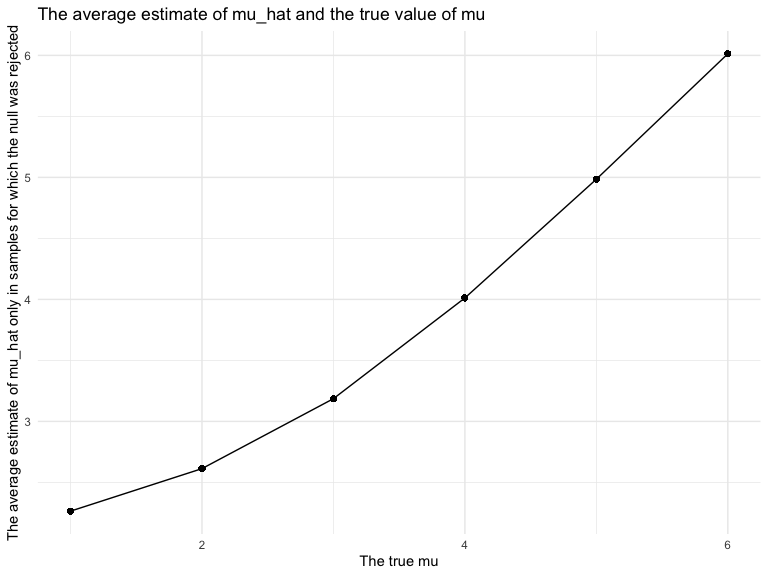 The average estimate of mu_hat and the true value of mu
The average estimate of mu_hat only in samples for which the null was rejected
6
5
4
3
2
4
6
The true mu